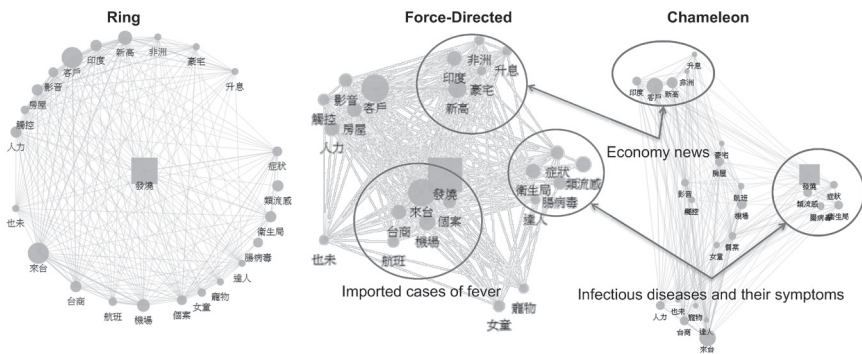 Ring
新高
印度
非洲
客戶
豪宅
影音
升息
房屋
觸控
人力
發燒
症狀
類流感
也未
衛生局
來台
腸病毒
達人
台商
寵物
女童
航班
機場
個案
Force-Directed
非洲
升息
印度
豪宅
影音
客戶
新高
觸控
房屋
人力
症狀
發燒
類流感
衛生局
腸病毒
來台
個案
台商
達人
機場
也未
航班
Imported cases of fever
寵物
女童
Chameleon
升息
印度
非洲
客戶
新高
Economy news
豪宅
房屋
發燒
影音
症狀
航班
類流感
觸控
機場
腸病毒
衛生局
個案
女童
Infectious diseases and their symptoms
也未
人力
寵物
台商
達人
來台